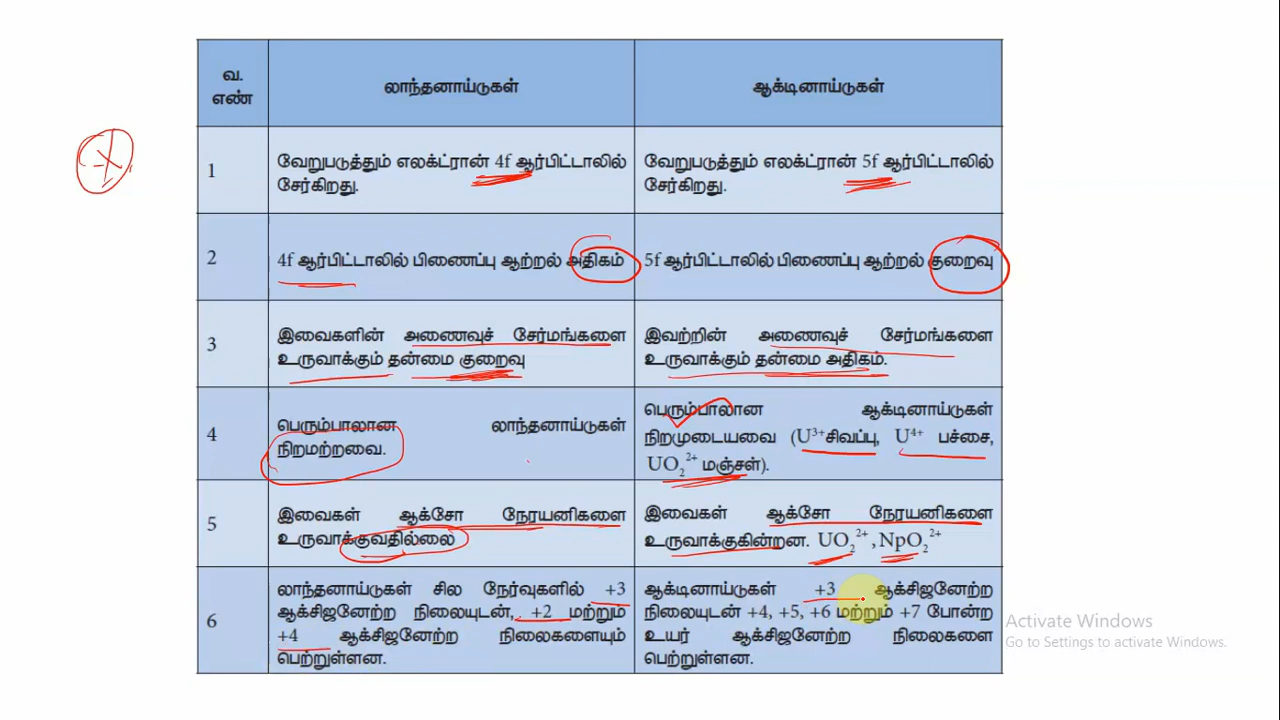 வ.
எண்
லாந்தனாய்டுகள்
ஆக்டினாய்டுகள்
1
வேறுபடுத்தும் எலக்ட்ரான் 4f ஆர்பிட்டாலில்
சேர்கிறது.
வேறுபடுத்தும் எலக்ட்ரான் 5f ஆர்பிட்டாலில்
சேர்கிறது.
2
4f ஆர்பிட்டாலில் பிணைப்பு ஆற்றல் அதிகம்
5f ஆர்பிட்டாலில் பிணைப்பு ஆற்றல் குறைவு
3
இவைகளின் அணைவுச் சேர்மங்களை
உருவாக்கும் தன்மை குறைவு
இவற்றின் அணைவுச் சேர்மங்களை
உருவாக்கும் தன்மை அதிகம்.
4
பெரும்பாலான லாந்தனாய்டுகள்
நிறமற்றவை.
பெரும்பாலான ஆக்டினாய்டுகள்
நிறமுடையவை (U³⁺சிவப்பு, U⁴⁺ பச்சை,
UO₂²⁺ மஞ்சள்).
5
இவைகள் ஆக்சோ நேரயனிகளை
உருவாக்குவதில்லை
இவைகள் ஆக்சோ நேரயனிகளை
உருவாக்குகின்றன. UO₂²⁺, NpO₂²⁺
6
லாந்தனாய்டுகள் சில நேர்வுகளில் +3
ஆக்சிஜனேற்ற நிலையுடன், +2 மற்றும்
+4 ஆக்சிஜனேற்ற நிலைகளையும்
பெற்றுள்ளன.
ஆக்டினாய்டுகள் +3 ஆக்சிஜனேற்ற
நிலையுடன் +4, +5, +6 மற்றும் +7 போன்ற
உயர் ஆக்சிஜனேற்ற நிலைகளை
பெற்றுள்ளன.
Activate Windows
Go to Settings to activate Windows.